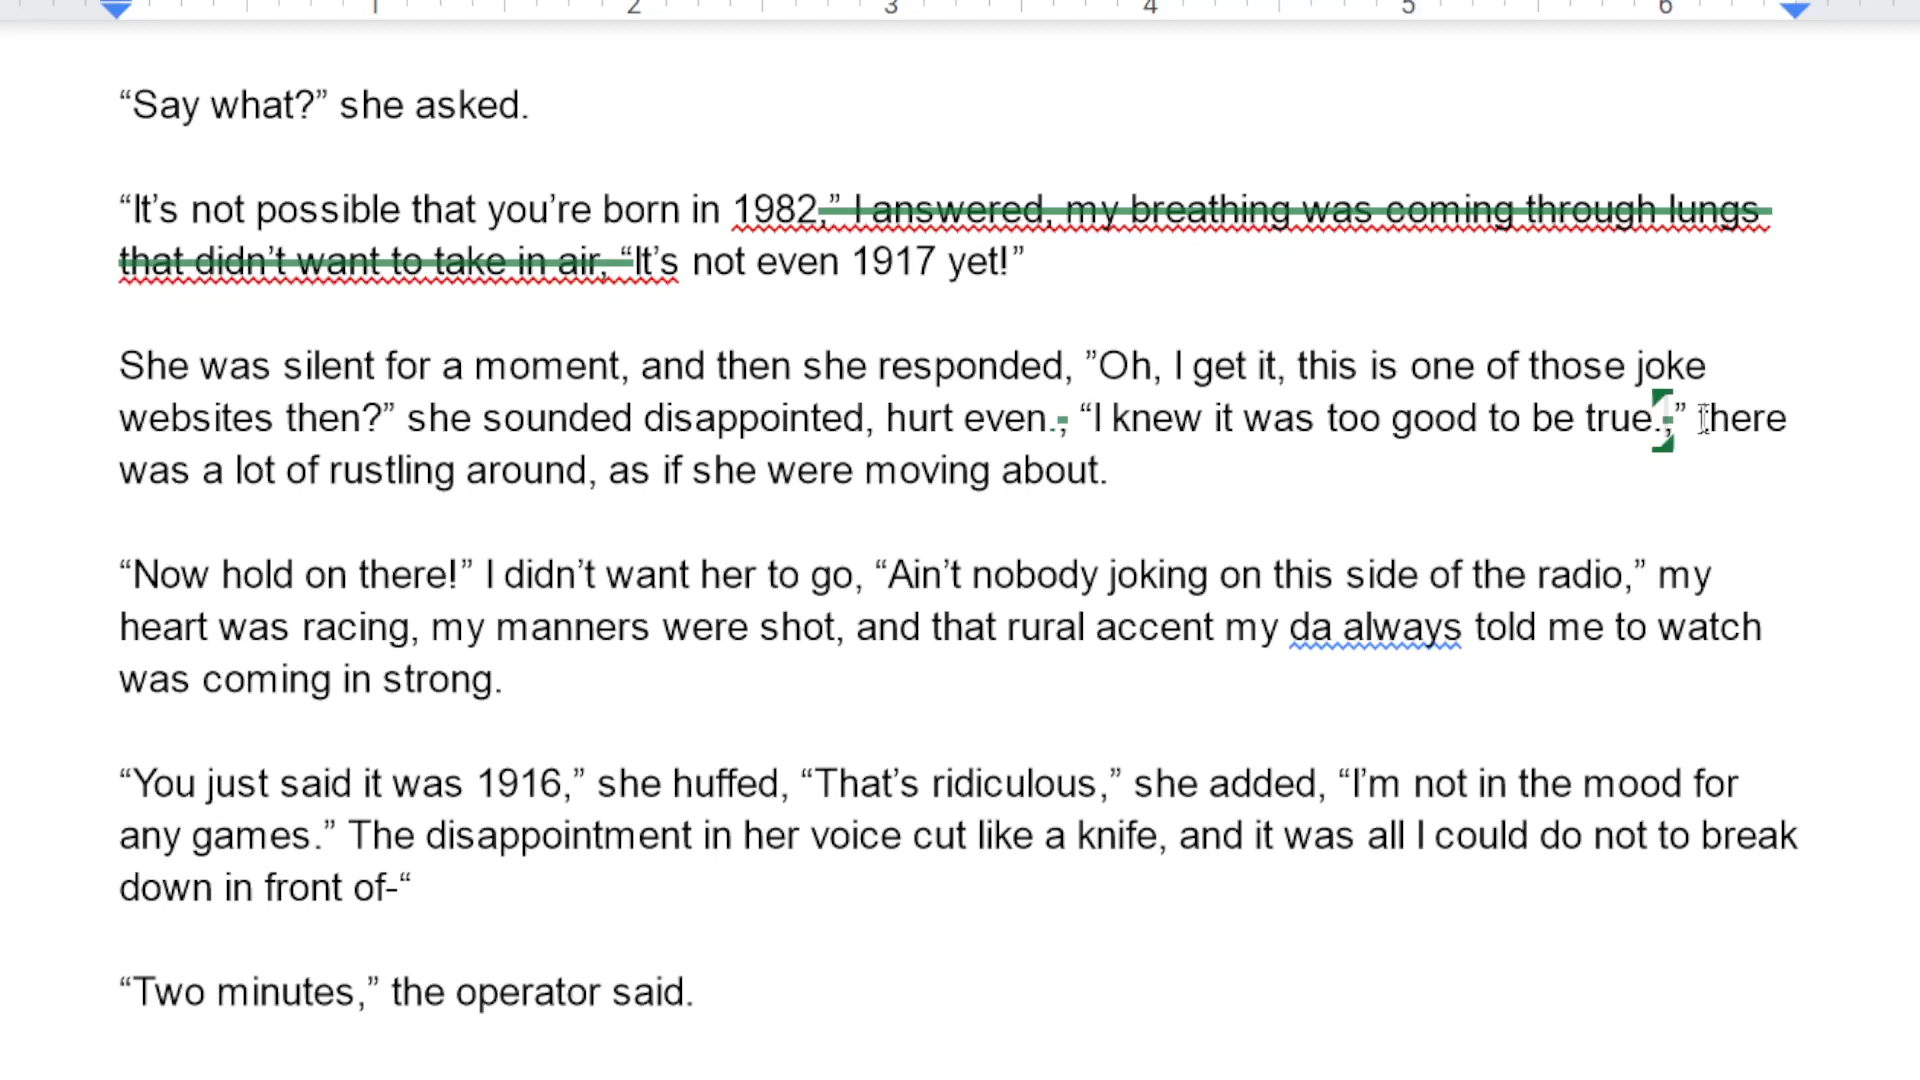 1 2 3 4 5 6
“Say what?” she asked.
“It’s not possible that you’re born in 1982,” I answered, my breathing was coming through lungs
that didn’t want to take in air, “It’s not even 1917 yet!”
She was silent for a moment, and then she responded, ”Oh, I get it, this is one of those joke
websites then?” she sounded disappointed, hurt even., “I knew it was too good to be true.,” there
was a lot of rustling around, as if she were moving about.
“Now hold on there!” I didn’t want her to go, “Ain’t nobody joking on this side of the radio,” my
heart was racing, my manners were shot, and that rural accent my da always told me to watch
was coming in strong.
“You just said it was 1916,” she huffed, “That’s ridiculous,” she added, “I’m not in the mood for
any games.” The disappointment in her voice cut like a knife, and it was all I could do not to break
down in front of-“
“Two minutes,” the operator said.